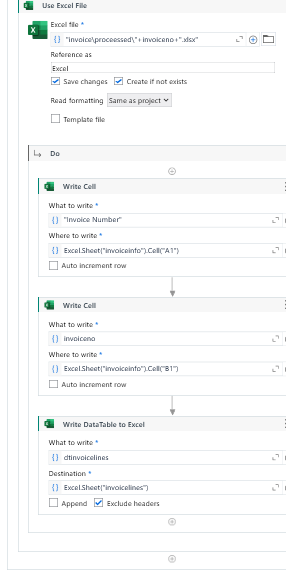 Use Excel File
Excel file *
"invoice\proceessed\"+ invoiceno+".xlsx"
Reference as
Excel
Save changes
Create if not exists
Read formatting
Same as project
Template file
Do
Write Cell
What to write *
"Invoice Number"
Where to write *
Excel.Sheet("invoiceinfo").Cell("A1")
Auto increment row
Write Cell
What to write *
invoiceno
Where to write *
Excel.Sheet("invoiceinfo").Cell("B1")
Auto increment row
Write DataTable to Excel
What to write *
dtinvoicelines
Destination *
Excel.Sheet("invoicelines")
Append
Exclude headers